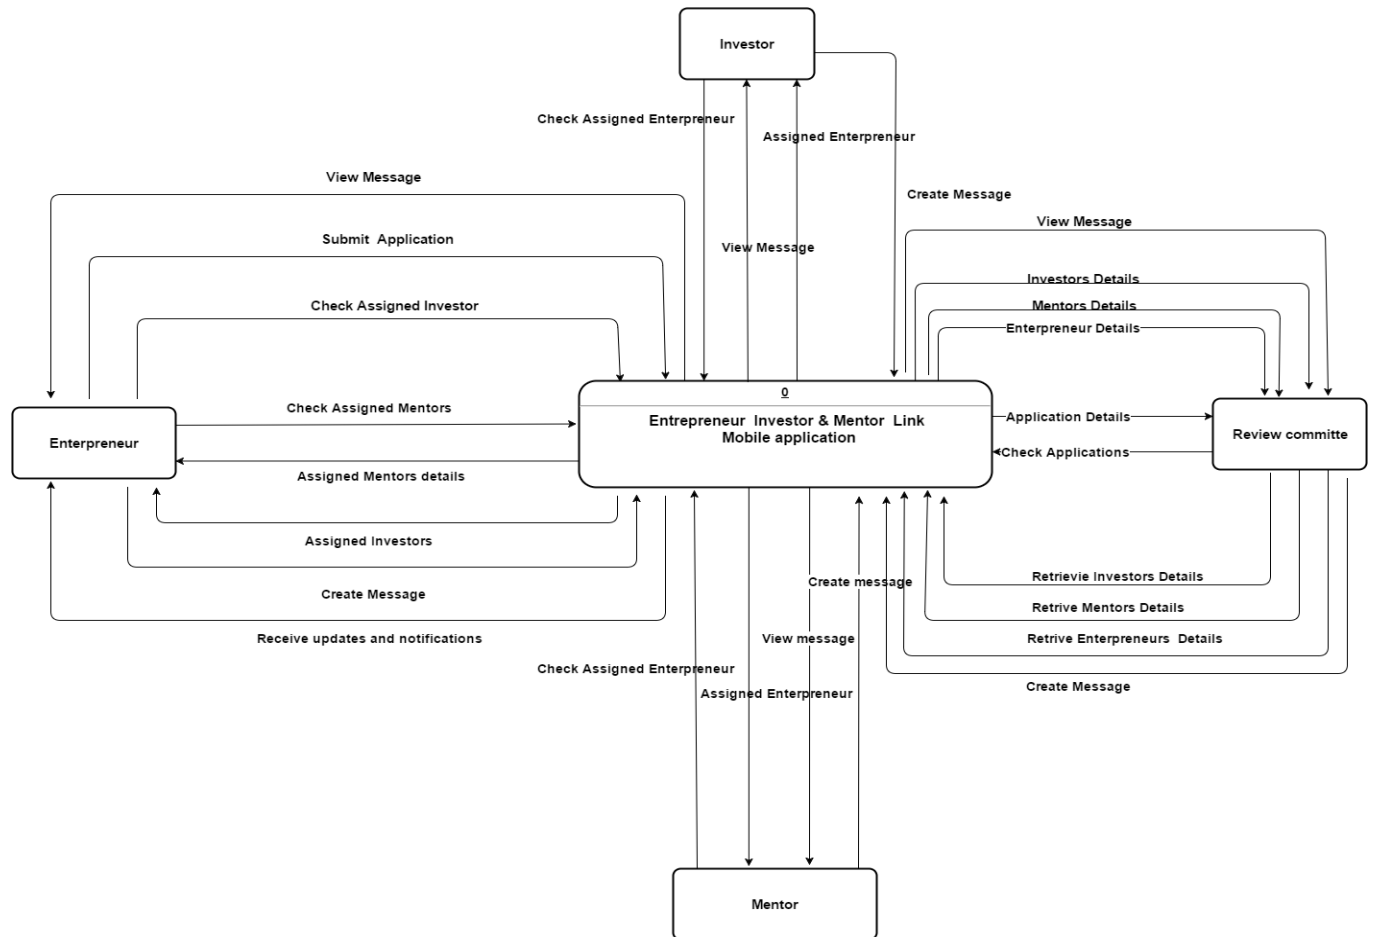 Investor
Check Assigned Enterpreneur
Assigned Enterpreneur
View Message
Create Message
View Message
Submit  Application
View Message
Investors Details
Check Assigned Investor
Mentors Details
Enterpreneur Details
0
Check Assigned Mentors
Entrepreneur  Investor & Mentor  Link
Mobile application
Application Details
Enterpreneur
Review committe
Check Applications
Assigned Mentors details
Assigned Investors
Create message
Retrievie Investors Details
Create Message
Retrive Mentors Details
Receive updates and notifications
View message
Retrive Enterpreneurs  Details
Check Assigned Enterpreneur
Assigned Enterpreneur
Create Message
Mentor